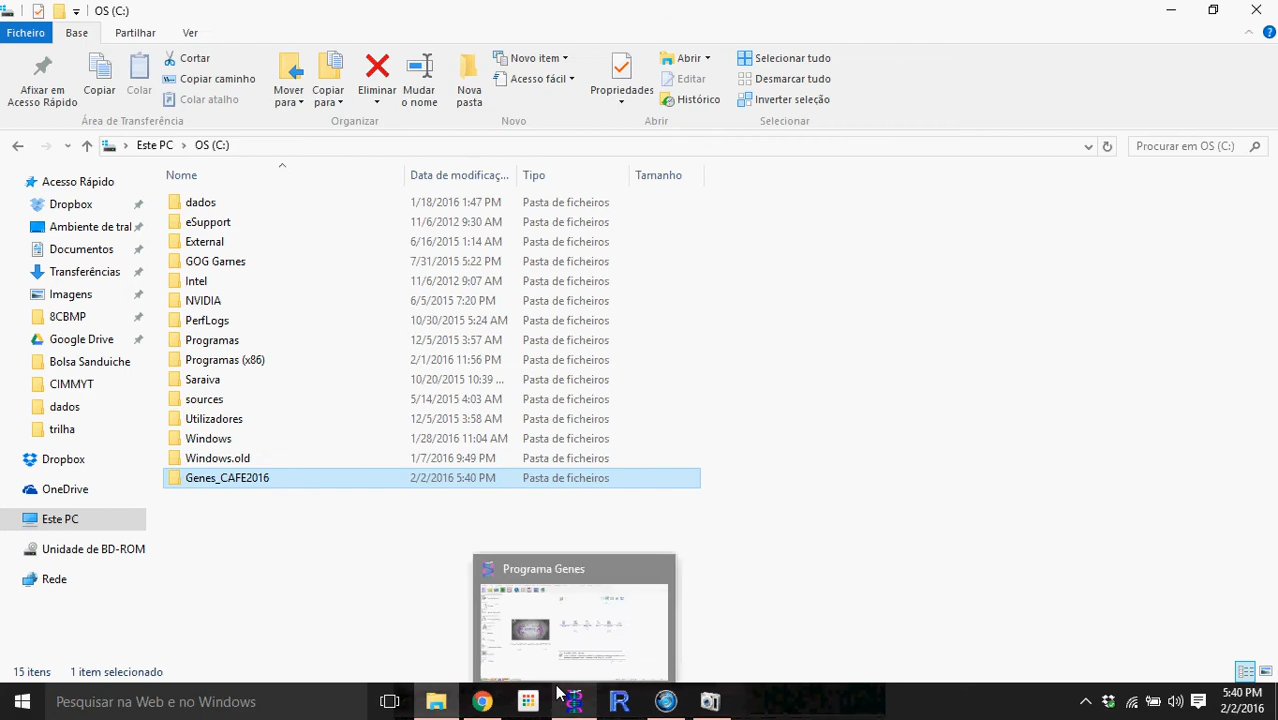 OS (C:)
Ficheiro Base Partilhar Ver
Afixar em Acesso Rápido
Copiar
Colar
Cortar
Copiar caminho
Colar atalho
Mover para
Copiar para
Eliminar
Mudar o nome
Nova pasta
Novo item
Acesso fácil
Propriedades
Abrir
Editar
Histórico
Selecionar tudo
Desmarcar tudo
Inverter seleção
Área de Transferência Organizar Novo Abrir Selecionar
Este PC > OS (C:)
Procurar em OS (C:)
Nome Data de modificaç... Tipo Tamanho
Acesso Rápido
Dropbox
Ambiente de tral
Documentos
Transferências
Imagens
8CBMP
Google Drive
Bolsa Sanduiche
CIMMYT
dados
trilha
Dropbox
OneDrive
Este PC
Unidade de BD-ROM
Rede
dados 1/18/2016 1:47 PM Pasta de ficheiros
eSupport 11/6/2012 9:30 AM Pasta de ficheiros
External 6/16/2015 1:14 AM Pasta de ficheiros
GOG Games 7/31/2015 5:22 PM Pasta de ficheiros
Intel 11/6/2012 9:07 AM Pasta de ficheiros
NVIDIA 6/5/2015 7:20 PM Pasta de ficheiros
PerfLogs 10/30/2015 5:24 AM Pasta de ficheiros
Programas 12/5/2015 3:57 AM Pasta de ficheiros
Programas (x86) 2/1/2016 11:56 PM Pasta de ficheiros
Saraiva 10/20/2015 10:39 ... Pasta de ficheiros
sources 5/14/2015 4:03 AM Pasta de ficheiros
Utilizadores 12/5/2015 3:58 AM Pasta de ficheiros
Windows 1/28/2016 11:04 AM Pasta de ficheiros
Windows.old 1/7/2016 9:49 PM Pasta de ficheiros
Genes_CAFE2016 2/2/2016 5:40 PM Pasta de ficheiros
Programa Genes
15 itens 1 item selecionado
Pesquisar na Web e no Windows
5:40 PM
2/2/2016